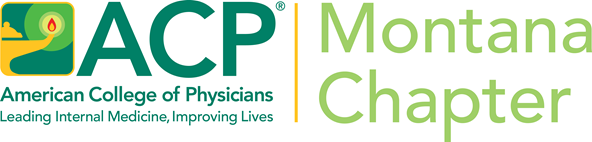 ACP®
American College of Physicians
Leading Internal Medicine, Improving Lives
Montana
Chapter